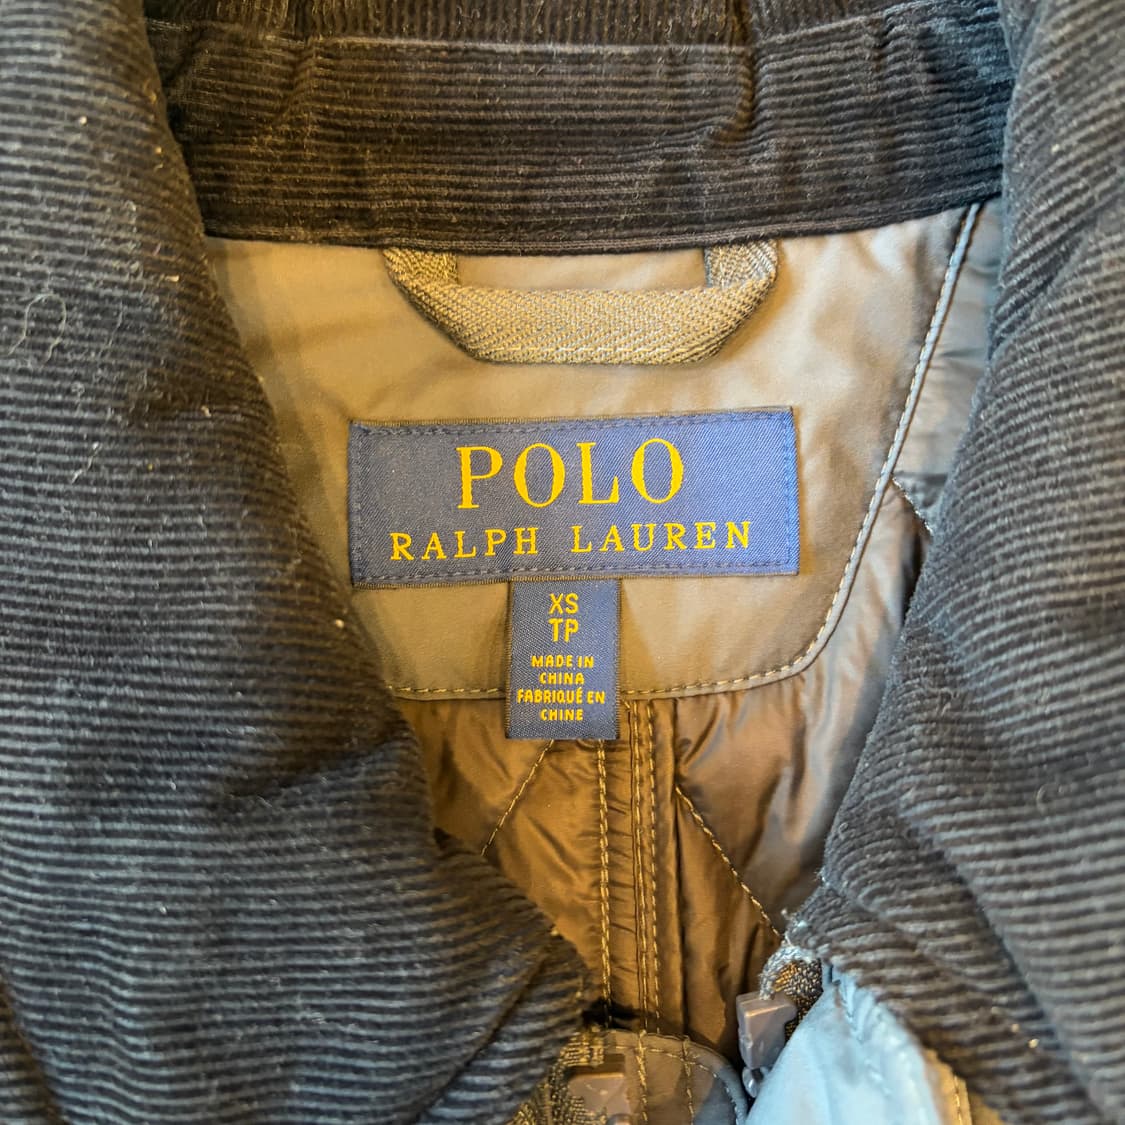 POLO
RALPH LAUREN
XS
TP
MADE IN
CHINA
FABRIQUÉ EN
CHINE